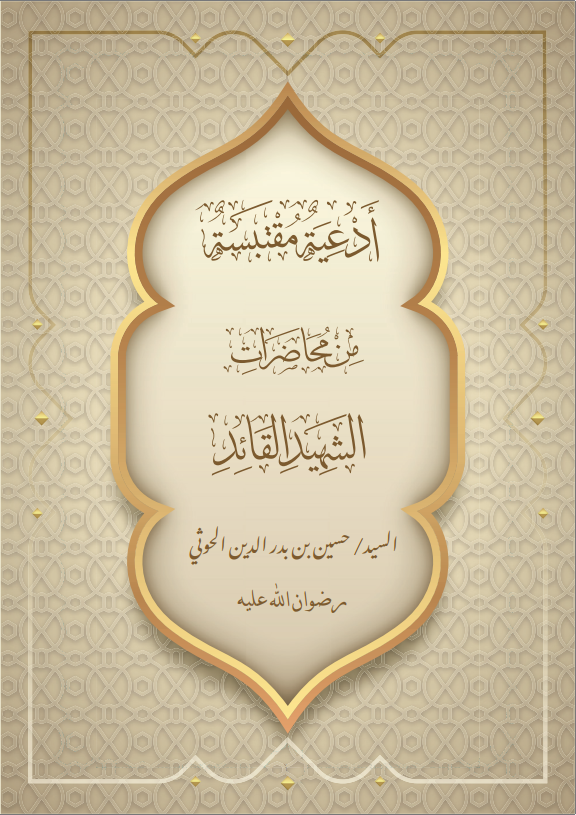 أَدْعِيَةٌ مُقْتَبَسَةٌ
مِنْ مُحَاضَرَاتِ
الشَّهِيدِ القَائِدِ
السيد/ حسين بن بدر الدين الحوثي
رضوان الله عليه